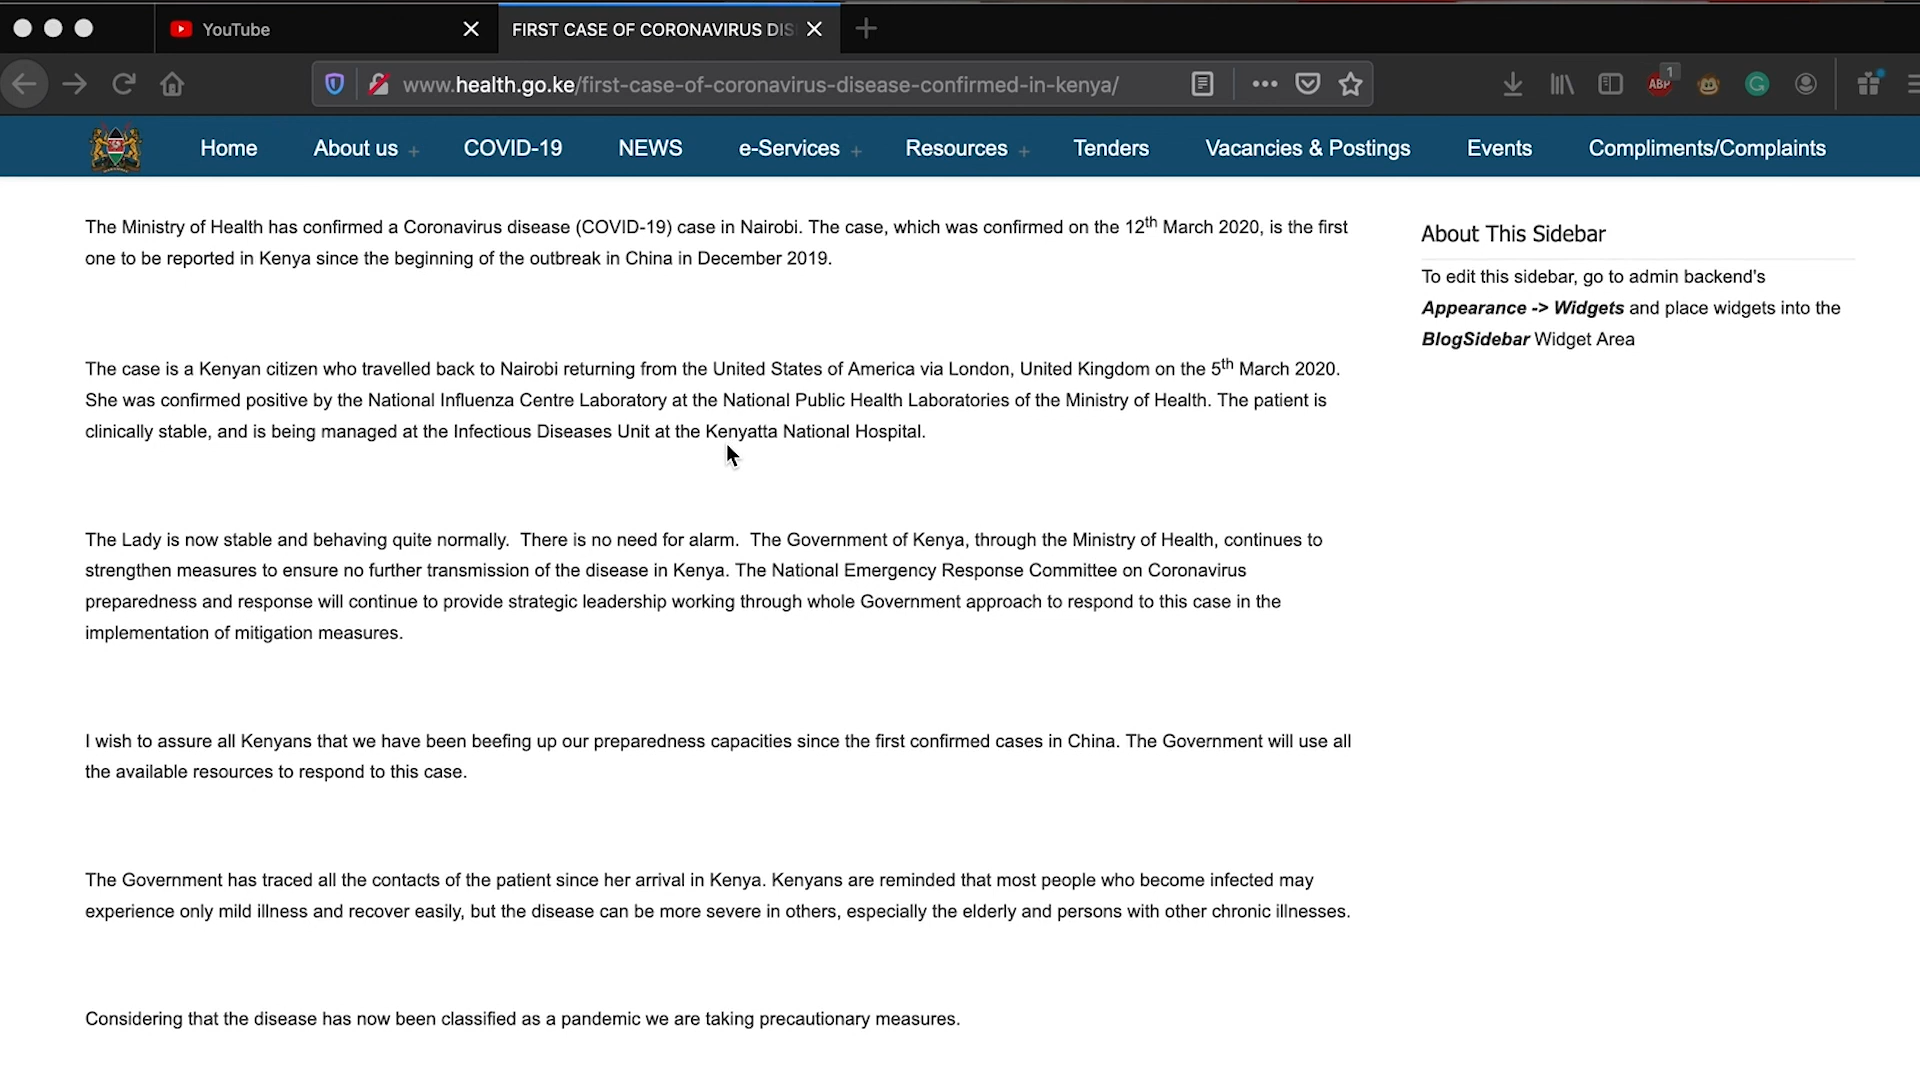 YouTube
FIRST CASE OF CORONAVIRUS DIS
www.health.go.ke/first-case-of-coronavirus-disease-confirmed-in-kenya/
ABP
1
Home
About us +
COVID-19
NEWS
e-Services +
Resources +
Tenders
Vacancies & Postings
Events
Compliments/Complaints
The Ministry of Health has confirmed a Coronavirus disease (COVID-19) case in Nairobi. The case, which was confirmed on the 12th March 2020, is the first
one to be reported in Kenya since the beginning of the outbreak in China in December 2019.
The case is a Kenyan citizen who travelled back to Nairobi returning from the United States of America via London, United Kingdom on the 5th March 2020.
She was confirmed positive by the National Influenza Centre Laboratory at the National Public Health Laboratories of the Ministry of Health. The patient is
clinically stable, and is being managed at the Infectious Diseases Unit at the Kenyatta National Hospital.
The Lady is now stable and behaving quite normally.  There is no need for alarm.  The Government of Kenya, through the Ministry of Health, continues to
strengthen measures to ensure no further transmission of the disease in Kenya. The National Emergency Response Committee on Coronavirus
preparedness and response will continue to provide strategic leadership working through whole Government approach to respond to this case in the
implementation of mitigation measures.
I wish to assure all Kenyans that we have been beefing up our preparedness capacities since the first confirmed cases in China. The Government will use all
the available resources to respond to this case.
The Government has traced all the contacts of the patient since her arrival in Kenya. Kenyans are reminded that most people who become infected may
experience only mild illness and recover easily, but the disease can be more severe in others, especially the elderly and persons with other chronic illnesses.
Considering that the disease has now been classified as a pandemic we are taking precautionary measures.
About This Sidebar
To edit this sidebar, go to admin backend's
Appearance -> Widgets and place widgets into the
BlogSidebar Widget Area